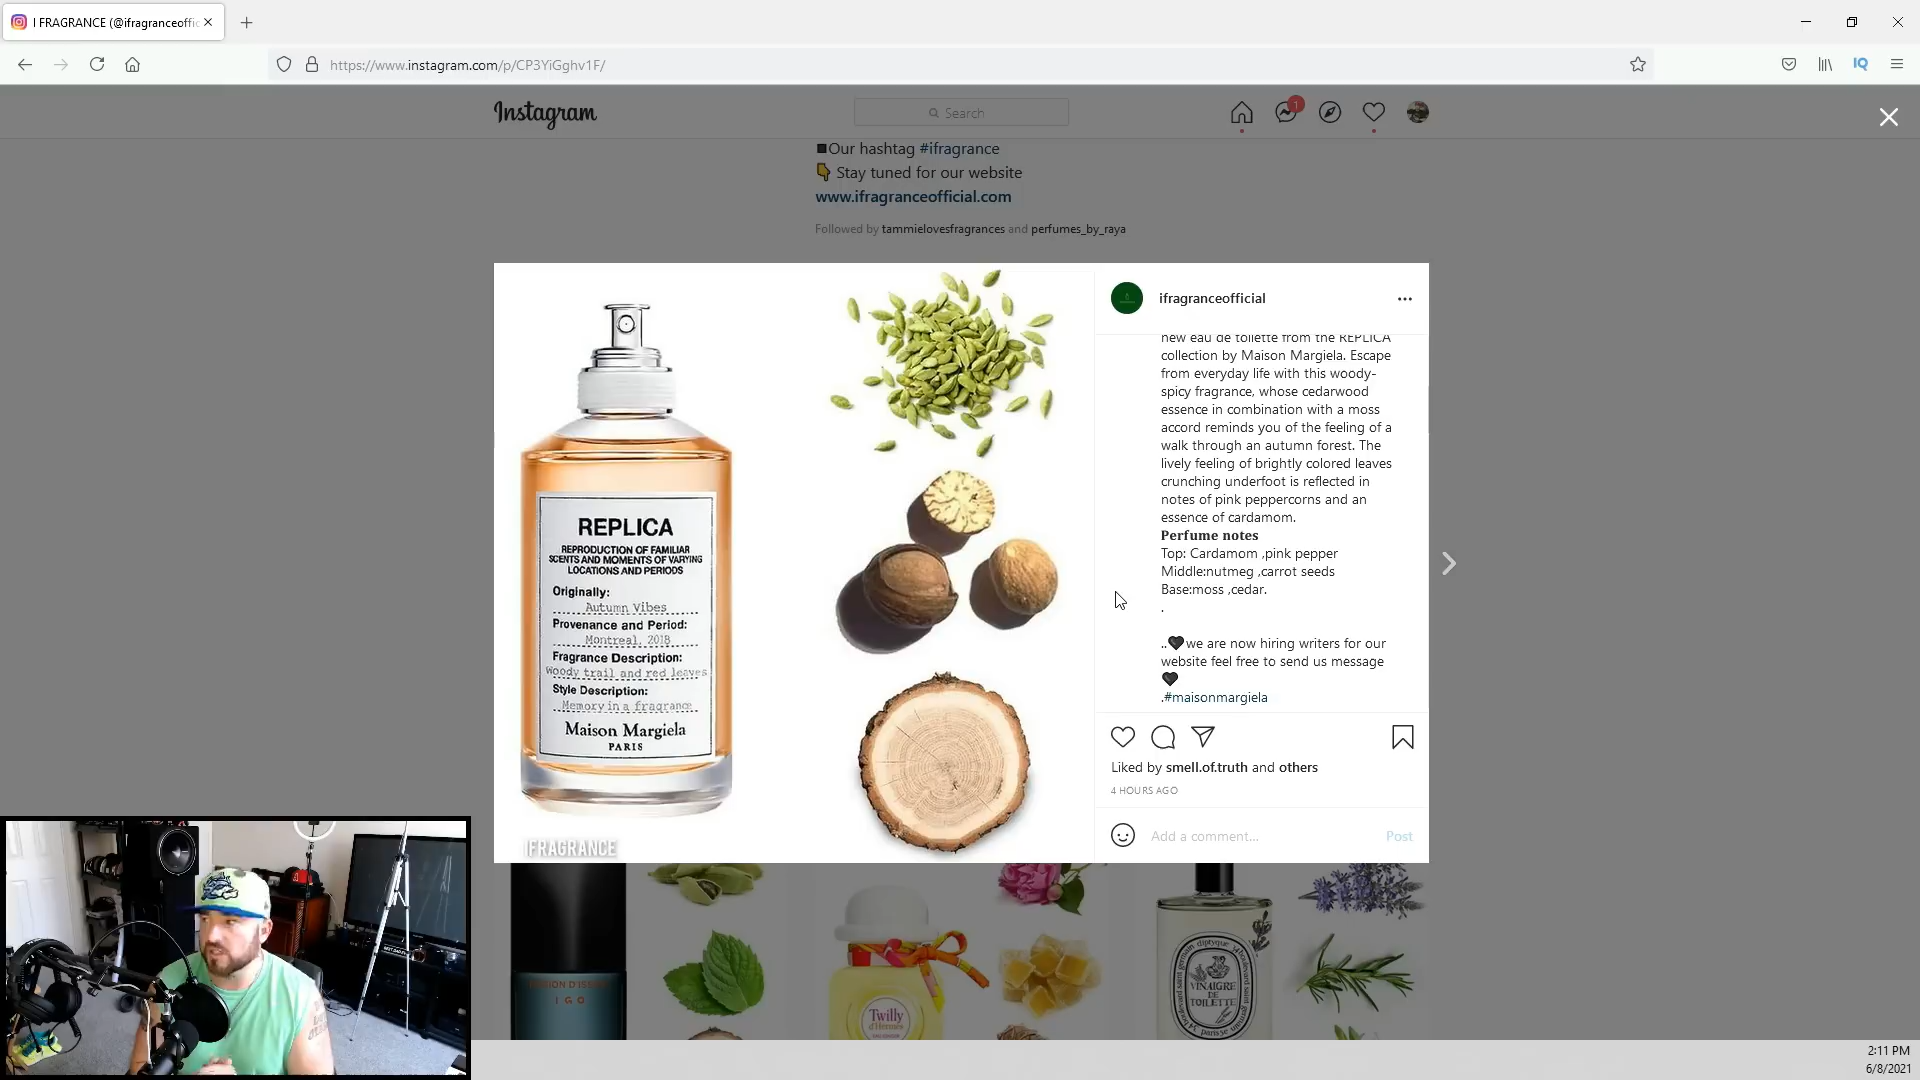 I FRAGRANCE (@ifragranceoffic
https://www.instagram.com/p/CP3YiGghv1F/
IQ
Instagram
Search
1
■Our hashtag #ifragrance
👇 Stay tuned for our website
www.ifragranceofficial.com
Followed by tammielovesfragrances and perfumes_by_raya
REPLICA
REPRODUCTION OF FAMILIAR
SCENTS AND MOMENTS OF VARYING
LOCATIONS AND PERIODS
Originally:
Autumn Vibes
Provenance and Period:
Montreal, 2018
Fragrance Description:
Woody trail and red leaves
Style Description:
Memory in a fragrance
Maison Margiela
PARIS
IFRAGRANCE
ifragranceofficial
new eau de toilette from the REPLICA
collection by Maison Margiela. Escape
from everyday life with this woody-
spicy fragrance, whose cedarwood
essence in combination with a moss
accord reminds you of the feeling of a
walk through an autumn forest. The
lively feeling of brightly colored leaves
crunching underfoot is reflected in
notes of pink peppercorns and an
essence of cardamom.
Perfume notes
Top: Cardamom ,pink pepper
Middle:nutmeg ,carrot seeds
Base:moss ,cedar.
.
..🖤we are now hiring writers for our
website feel free to send us message
🖤
.#maisonmargiela
Liked by smell.of.truth and others
4 HOURS AGO
Add a comment…
Post
IGO
Twilly
d'Hermès
diptyque
VINAIGRE
DE
TOILETTE
2:11 PM
6/8/2021